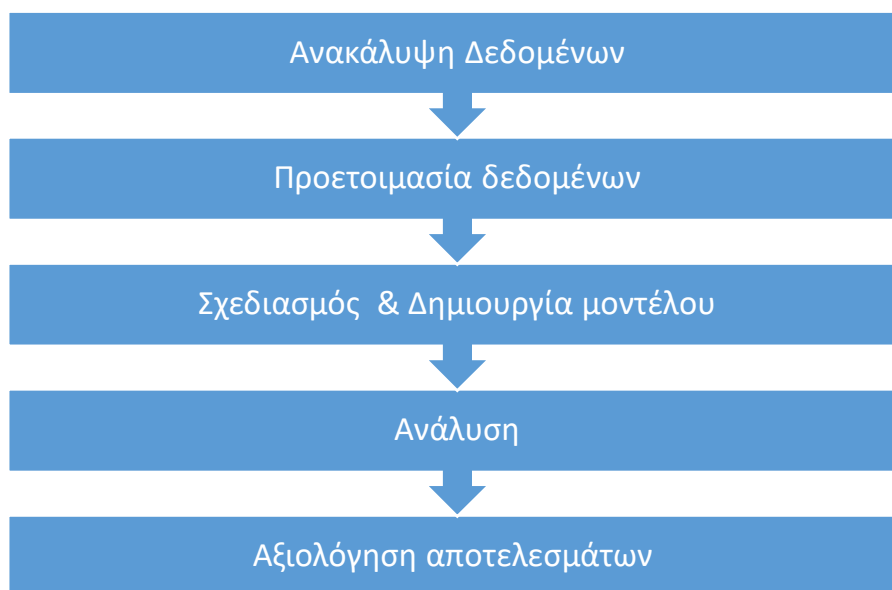 Ανακάλυψη Δεδομένων
Προετοιμασία δεδομένων
Σχεδιασμός & Δημιουργία μοντέλου
Ανάλυση
Αξιολόγηση αποτελεσμάτων